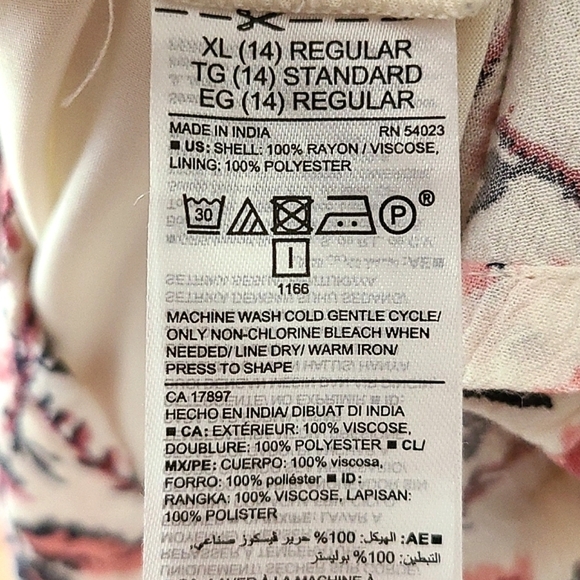 XL (14) REGULAR
TG (14) STANDARD
EG (14) REGULAR
MADE IN INDIA RN 54023
■ US: SHELL: 100% RAYON / VISCOSE,
LINING: 100% POLYESTER
30 P ®
I
1166
MACHINE WASH COLD GENTLE CYCLE/
ONLY NON-CHLORINE BLEACH WHEN
NEEDED/ LINE DRY/ WARM IRON/
PRESS TO SHAPE
CA 17897
HECHO EN INDIA/ DIBUAT DI INDIA
■ CA: EXTÉRIEUR: 100% VISCOSE,
DOUBLURE: 100% POLYESTER ■ CL/
MX/PE: CUERPO: 100% viscosa,
FORRO: 100% poliéster ■ ID:
RANGKA: 100% VISCOSE, LAPISAN:
100% POLISTER
■AE: الهيكل: 100% حرير فيسكوز صناعي,
التبطين: 100% بوليستر
LAVER À LA MACHINE À